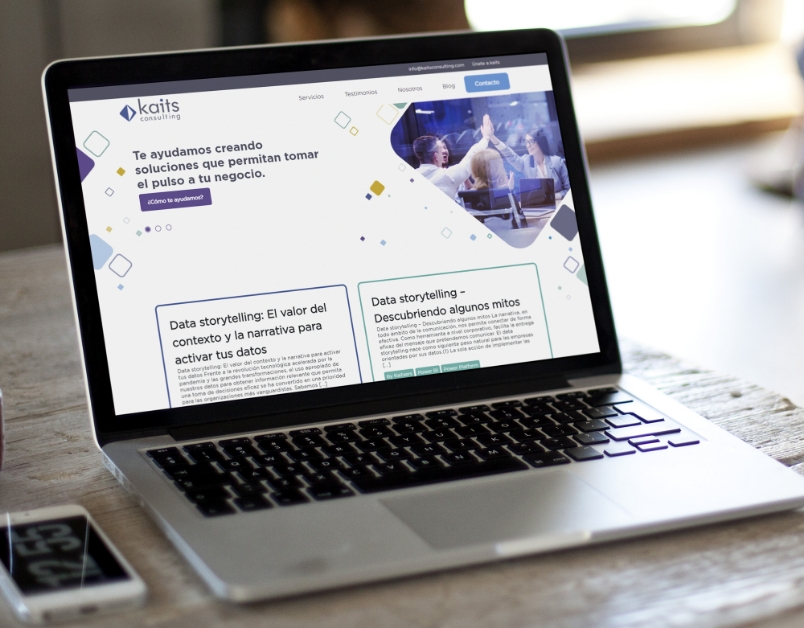 info@kaitsconsulting.com Únete a kaits
kaits
consulting
Servicios Testimonios Nosotros Blog Contacto
Te ayudamos creando
soluciones que permitan tomar
el pulso a tu negocio.
¿Cómo te ayudamos?
Data storytelling: El valor del
contexto y la narrativa para
activar tus datos
Data storytelling: El valor del contexto y la narrativa para activar
tus datos Frente a la revolución tecnológica acelerada por la
pandemia y las grandes transformaciones, el uso apropiado de
nuestros datos para obtener información relevante que permita
una toma de decisiones eficaz se ha convertido en una prioridad
para las organizaciones más vanguardistas. Sabemos [...]
Data storytelling –
Descubriendo algunos mitos
Data storytelling – Descubriendo algunos mitos La narrativa, en
todo ámbito de la comunicación, nos permite conectar de forma
efectiva. Como herramienta a nivel corporativo, facilita la entrega
eficaz del mensaje que pretendemos comunicar. El data
storytelling nace como siguiente paso natural para las empresas
orientadas por sus datos.(1) La sola acción de implementar las
[...]
Power BI Power Platform